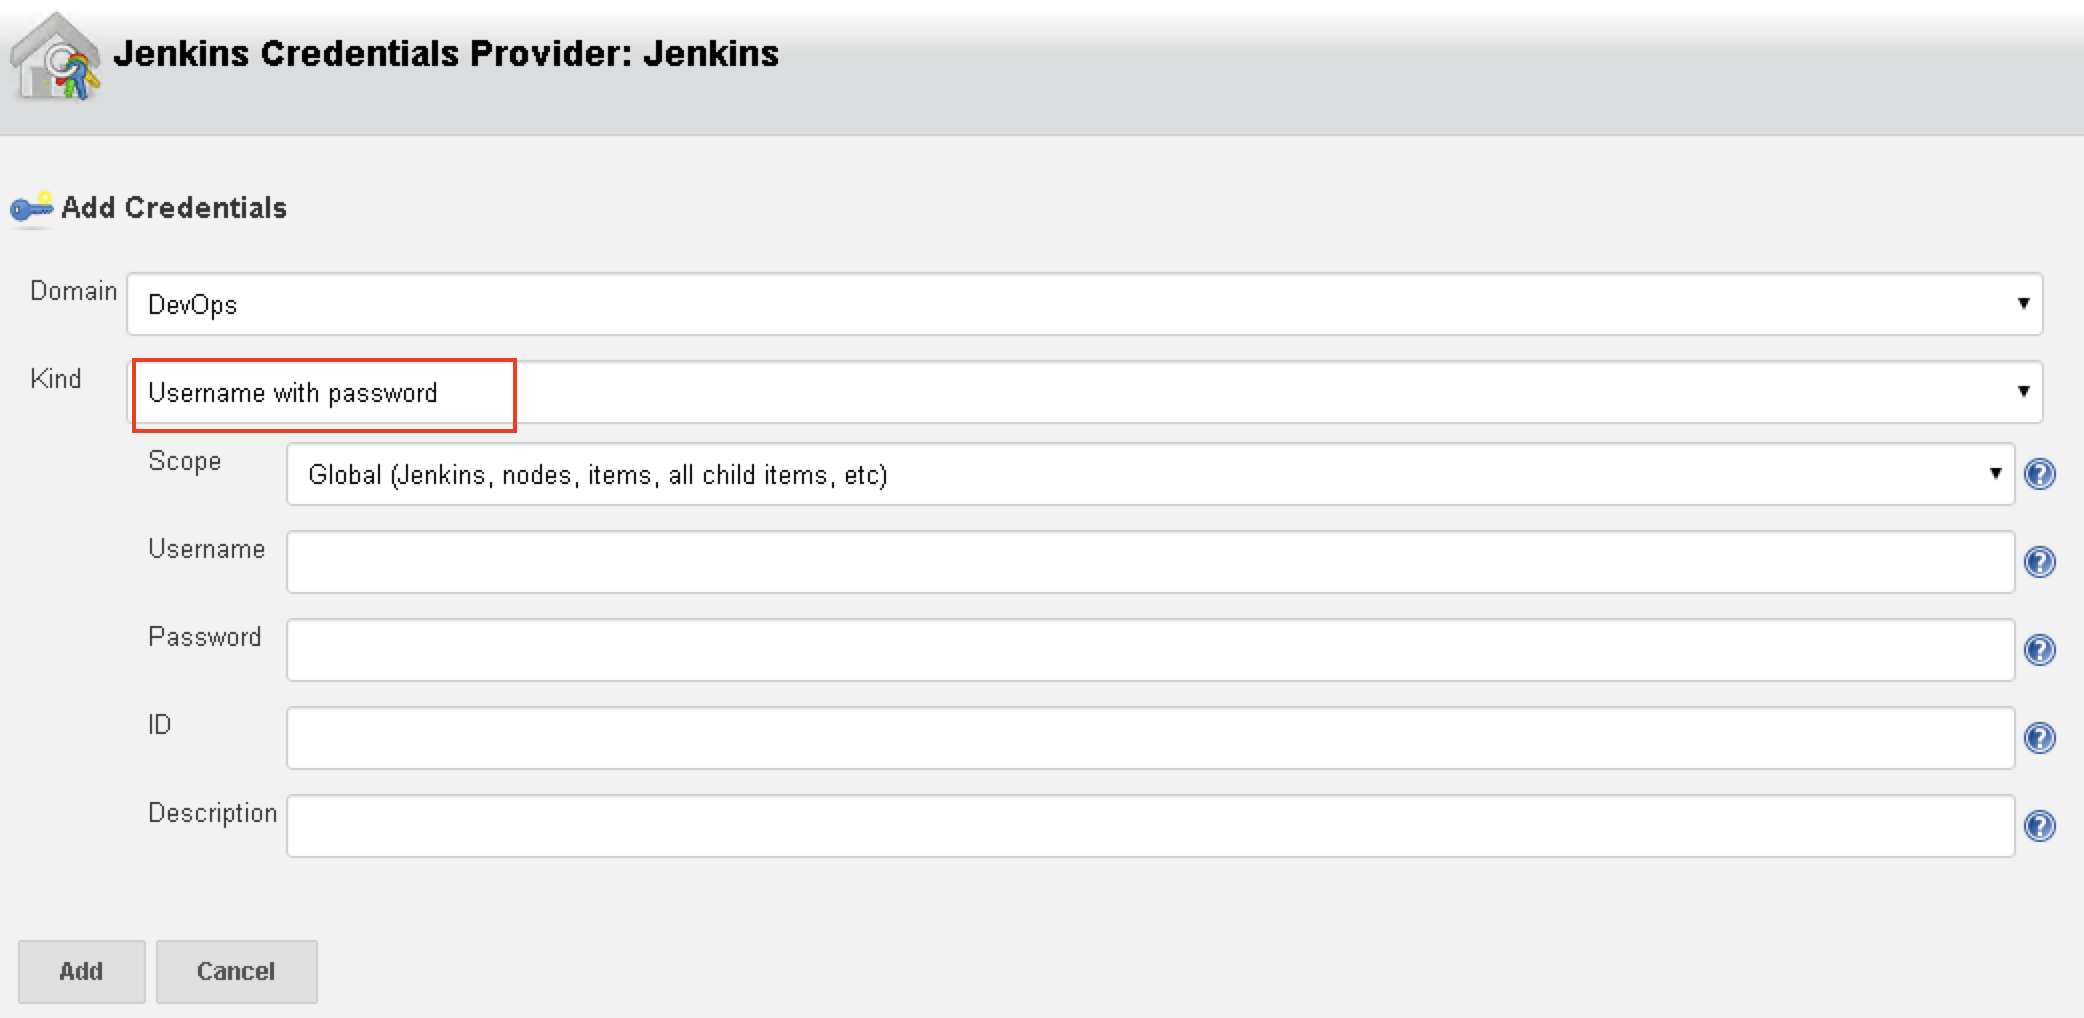 Jenkins Credentials Provider: Jenkins
Add Credentials
Domain
DevOps
Kind
Username with password
Scope
Global (Jenkins, nodes, items, all child items, etc)
Username
Password
ID
Description
Add
Cancel